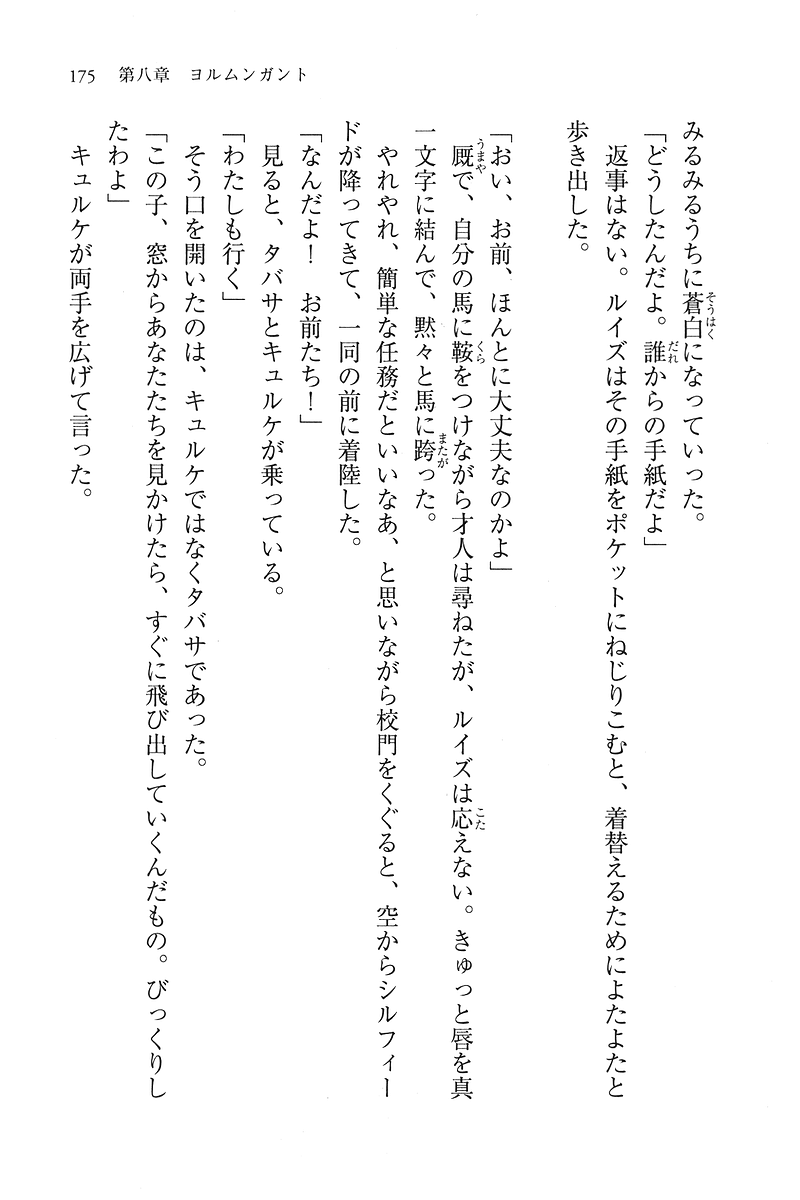 175 第八章 ヨルムンガント
みるみるうちに蒼白になっていった。
「どうしたんだよ。誰からの手紙だよ」
返事はない。ルイズはその手紙をポケットにねじりこむと、着替えるためによたよたと
歩き出した。
「おい、お前、ほんとに大丈夫なのかよ」
厩で、自分の馬に鞍をつけながら才人は尋ねたが、ルイズは応えない。きゅっと唇を真
一文字に結んで、黙々と馬に跨った。
やれやれ、簡単な任務だといいなあ、と思いながら校門をくぐると、空からシルフィー
ドが降ってきて、一同の前に着陸した。
「なんだよ！　お前たち！」
見ると、タバサとキュルケが乗っている。
「わたしも行く」
そう口を開いたのは、キュルケではなくタバサであった。
「この子、窓からあなたたちを見かけたら、すぐに飛び出していくんだもの。びっくりし
たわよ」
キュルケが両手を広げて言った。